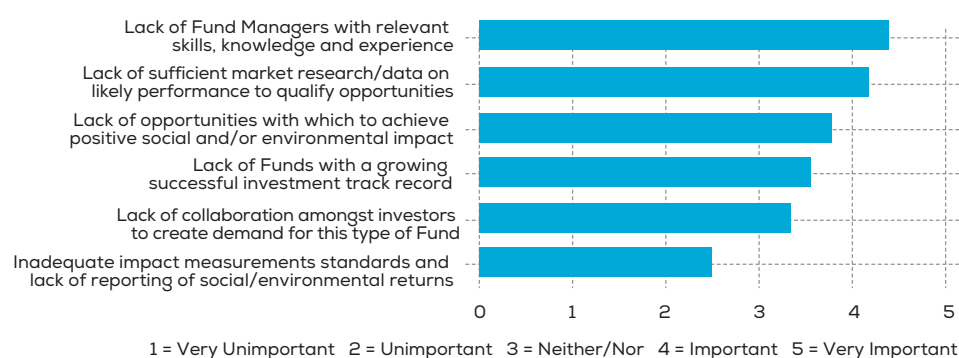 Lack of Fund Managers with relevant
skills, knowledge and experience
Lack of sufficient market research/data on
likely performance to qualify opportunities
Lack of opportunities with which to achieve
positive social and/or environmental impact
Lack of Funds with a growing
successful investment track record
Lack of collaboration amongst investors
to create demand for this type of Fund
Inadequate impact measurements standards and
lack of reporting of social/environmental returns
0 1 2 3 4 5
1 = Very Unimportant 2 = Unimportant 3 = Neither/Nor 4 = Important 5 = Very Important